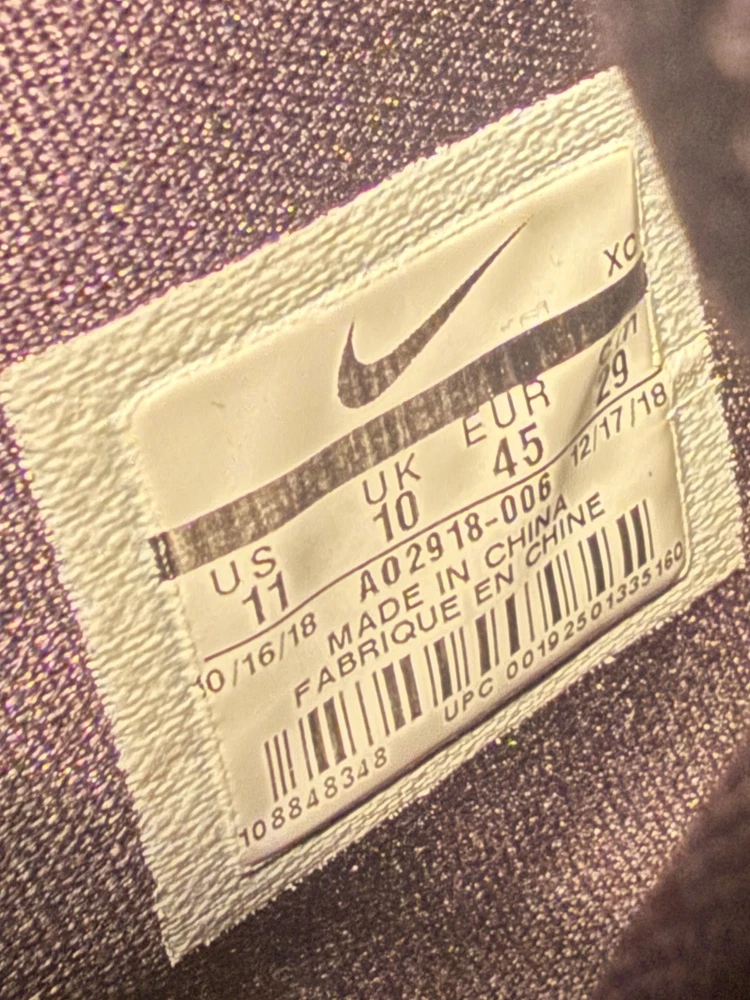 XC
US UK EUR cm
11 10 45 29
10/16/18 AO2918-006 12/17/18
MADE IN CHINA
FABRIQUE EN CHINE
UPC 00192501335160
108848348